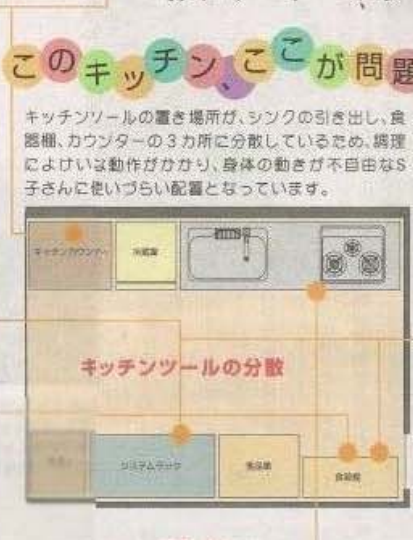 このキッチン、ここが問題
キッチンツールの置き場所が、シンクの引き出し、食
器棚、カウンターの3カ所に分散しているため、調理
によけいな動作がかかり、身体の動きが不自由なS
子さんに使いづらい配置となっています。
キッチンカウンター
冷蔵庫
キッチンツールの分散
システムラック
食品庫
食器棚